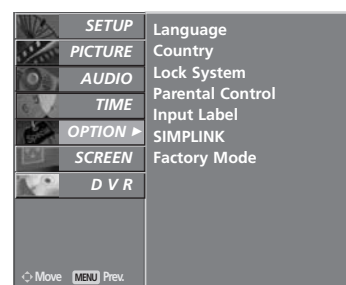 SETUP
PICTURE
AUDIO
TIME
OPTION ►
SCREEN
D V R
Language
Country
Lock System
Parental Control
Input Label
SIMPLINK
Factory Mode
Move MENU Prev.